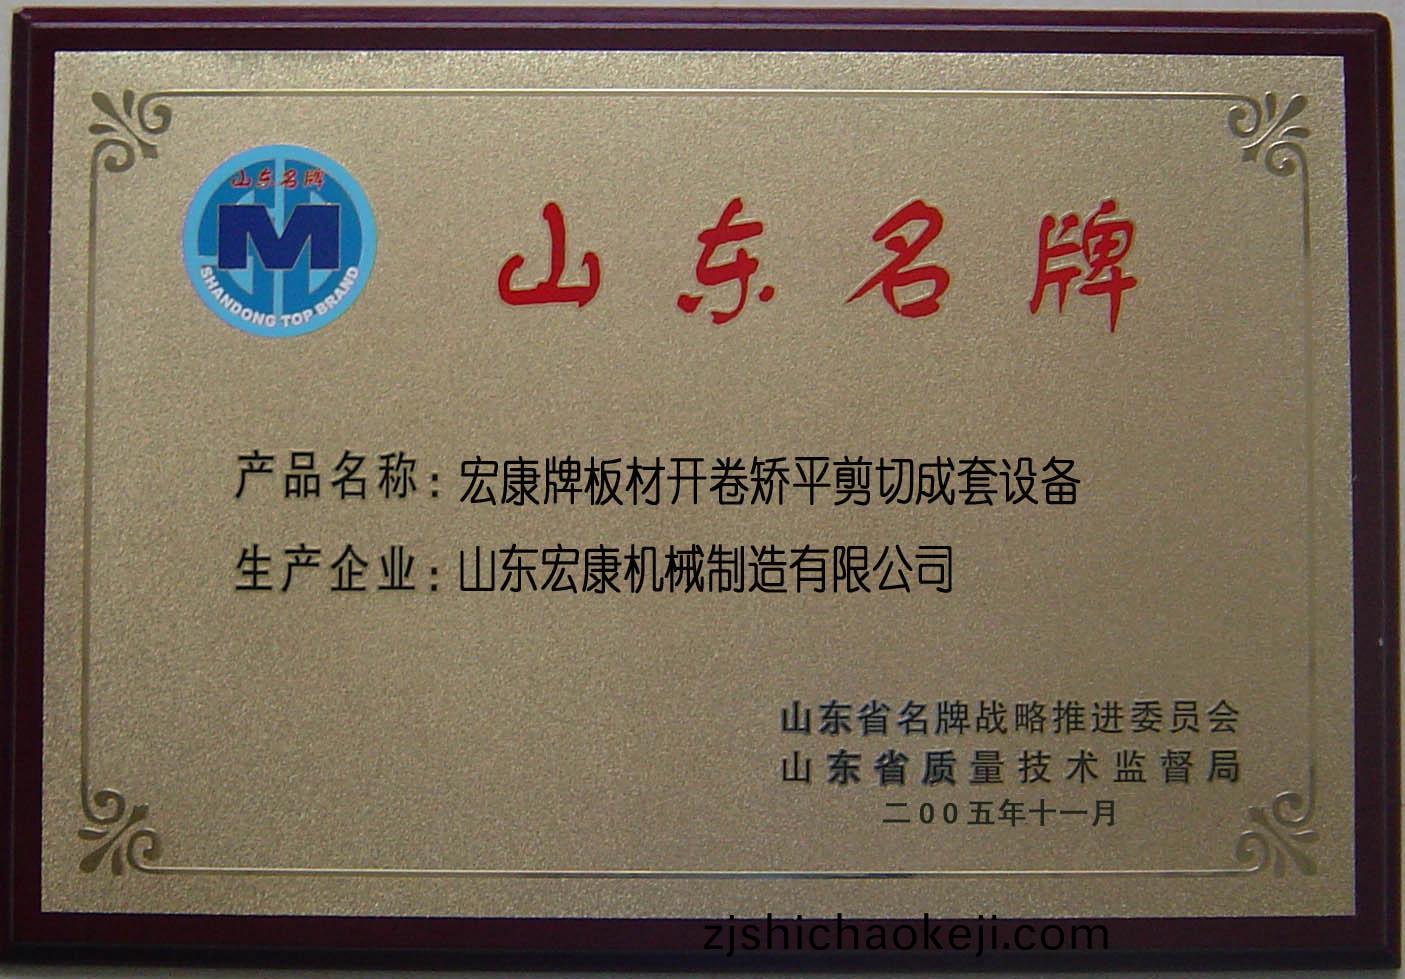 山东名牌
SHANDONG TOP BRAND
山东名牌
产品名称：宏康牌板材开卷矫平剪切成套设备
生产企业：山东宏康机械制造有限公司
山东省名牌战略推进委员会
山东省质量技术监督局
二00五年十一月
zjshichaokeji.com